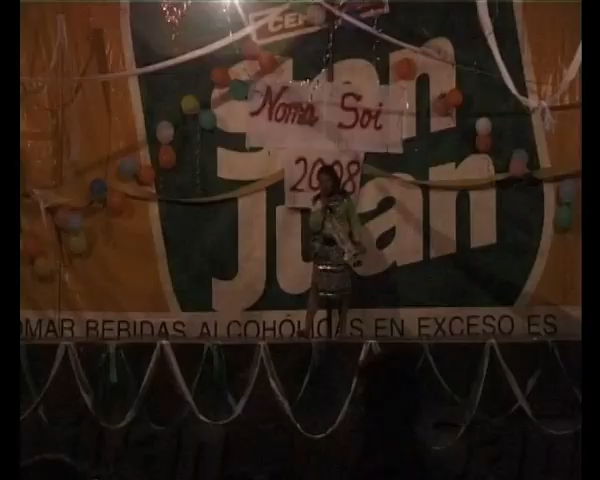 San
Noma Soi
2008
Juan
TOMAR BEBIDAS ALCOHÓLICAS EN EXCESO ES